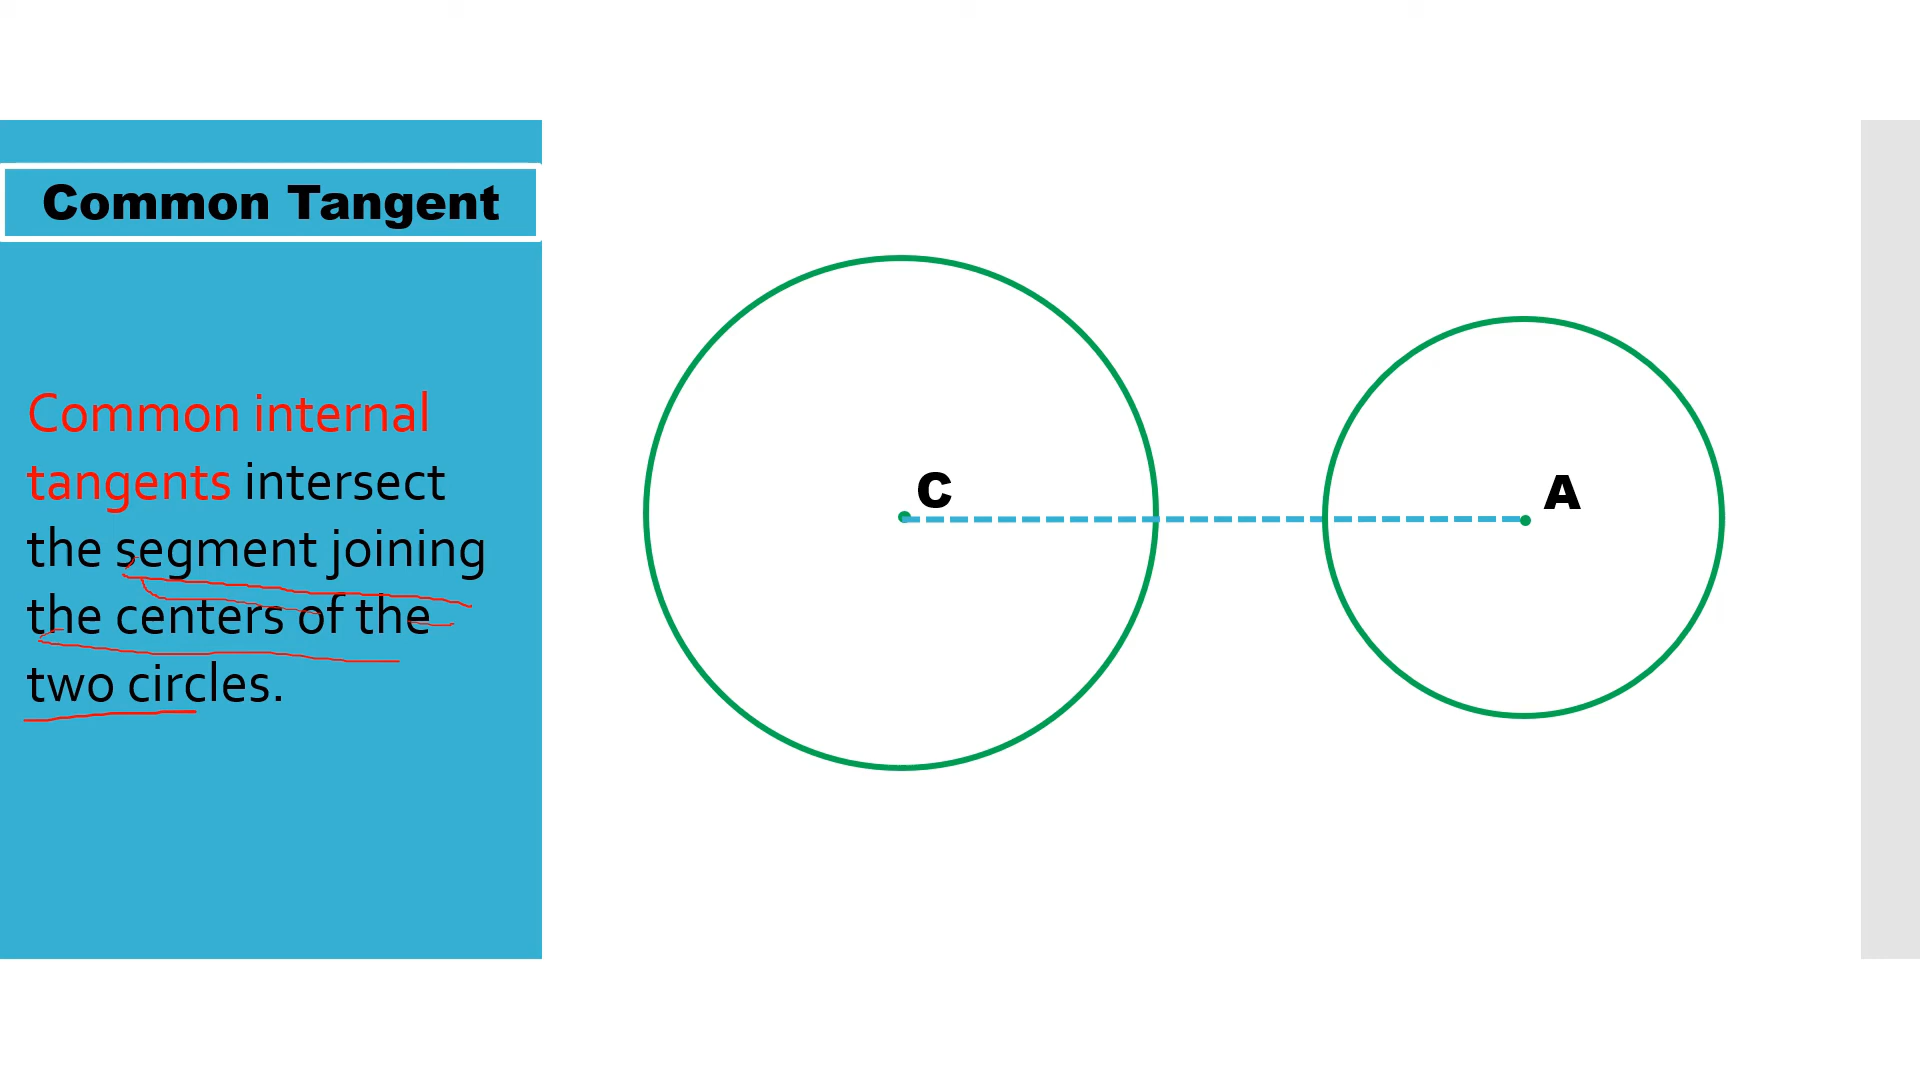 Common Tangent
Common internal
tangents intersect
the segment joining
the centers of the
two circles.
C
A